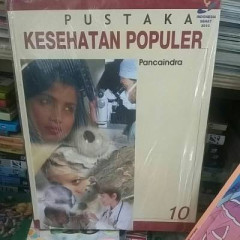 PUSTAKA
KESEHATAN POPULER
Pancaindra
10